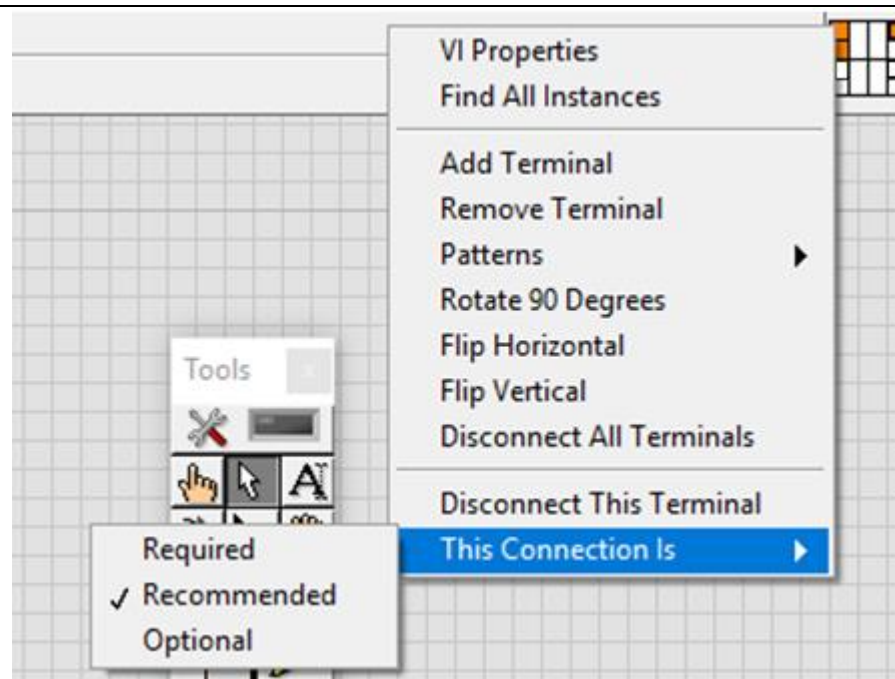 VI Properties
Find All Instances
Add Terminal
Remove Terminal
Patterns
Rotate 90 Degrees
Flip Horizontal
Flip Vertical
Disconnect All Terminals
Disconnect This Terminal
This Connection Is
Tools
A
Required
✓ Recommended
Optional